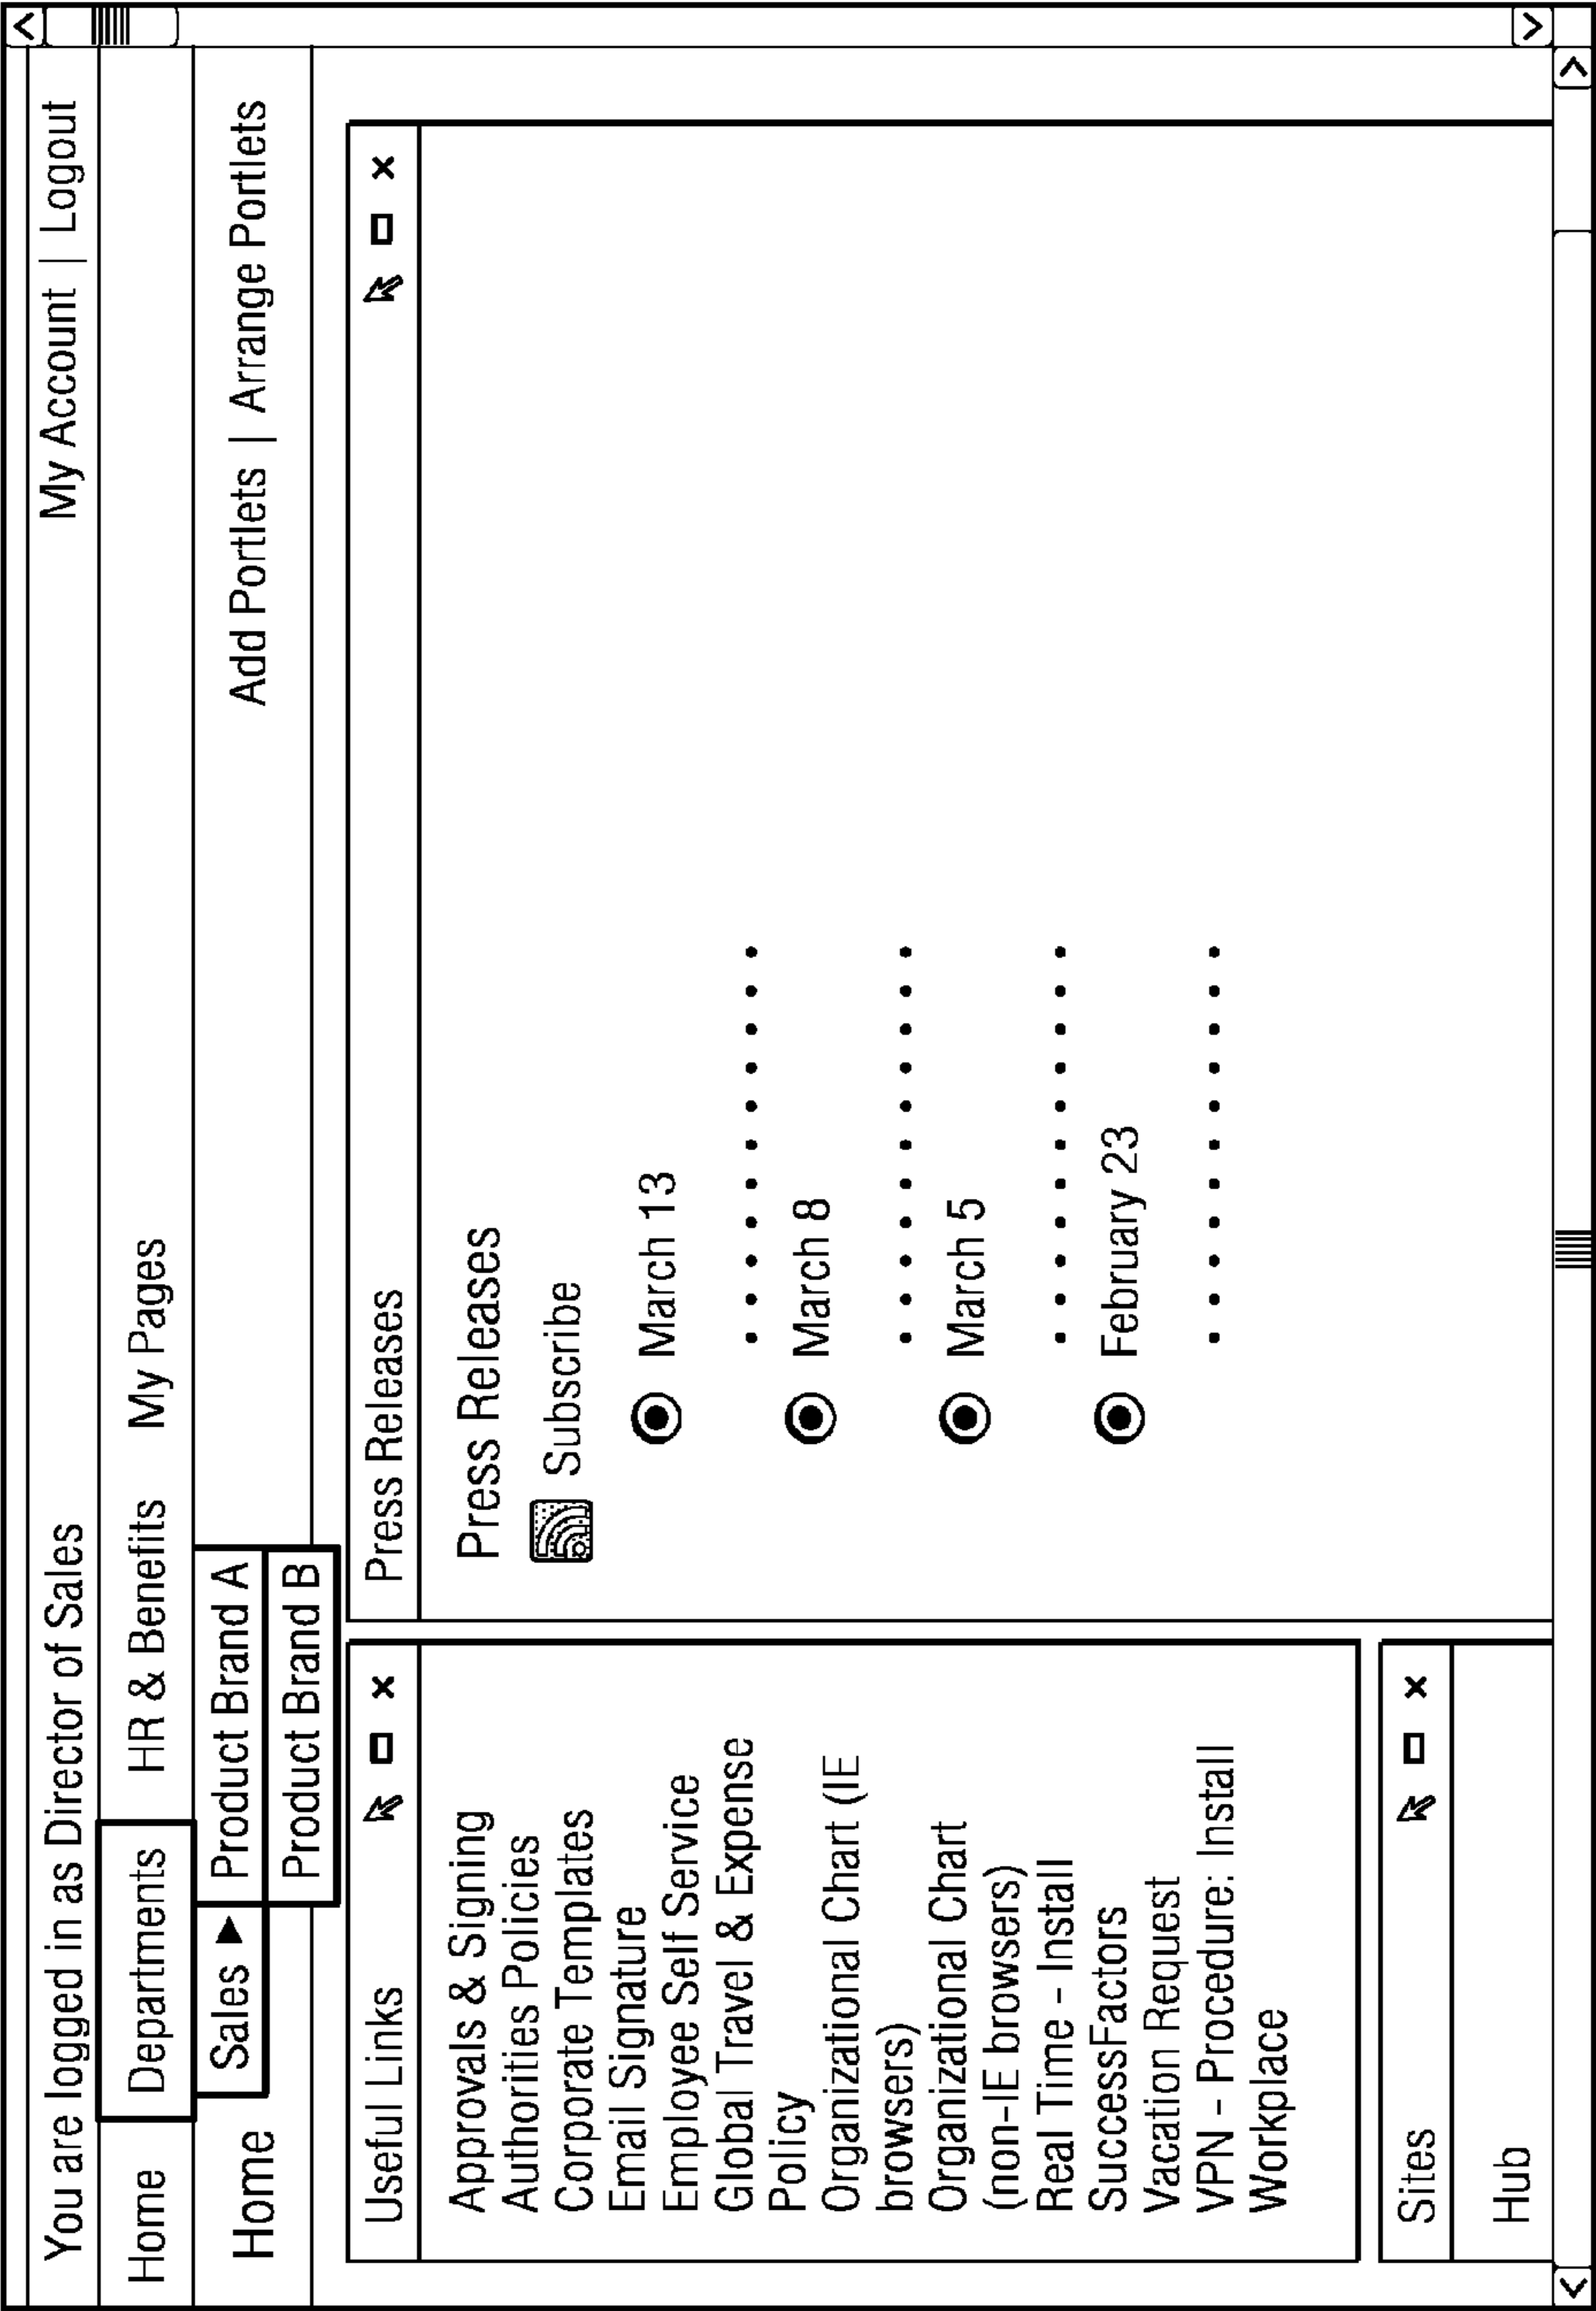 You are logged in as Director of Sales
My Account | Logout
Home Departments HR & Benefits My Pages
Sales ▶ Product Brand A
Product Brand B
Home
Add Portlets | Arrange Portlets
Useful Links
Approvals & Signing
Authorities Policies
Corporate Templates
Email Signature
Employee Self Service
Global Travel & Expense
Policy
Organizational Chart (IE
browsers)
Organizational Chart
(non-IE browsers)
Real Time - Install
SuccessFactors
Vacation Request
VPN - Procedure: Install
Workplace
Sites
Hub
Press Releases
Press Releases
Subscribe
March 13
March 8
March 5
February 23